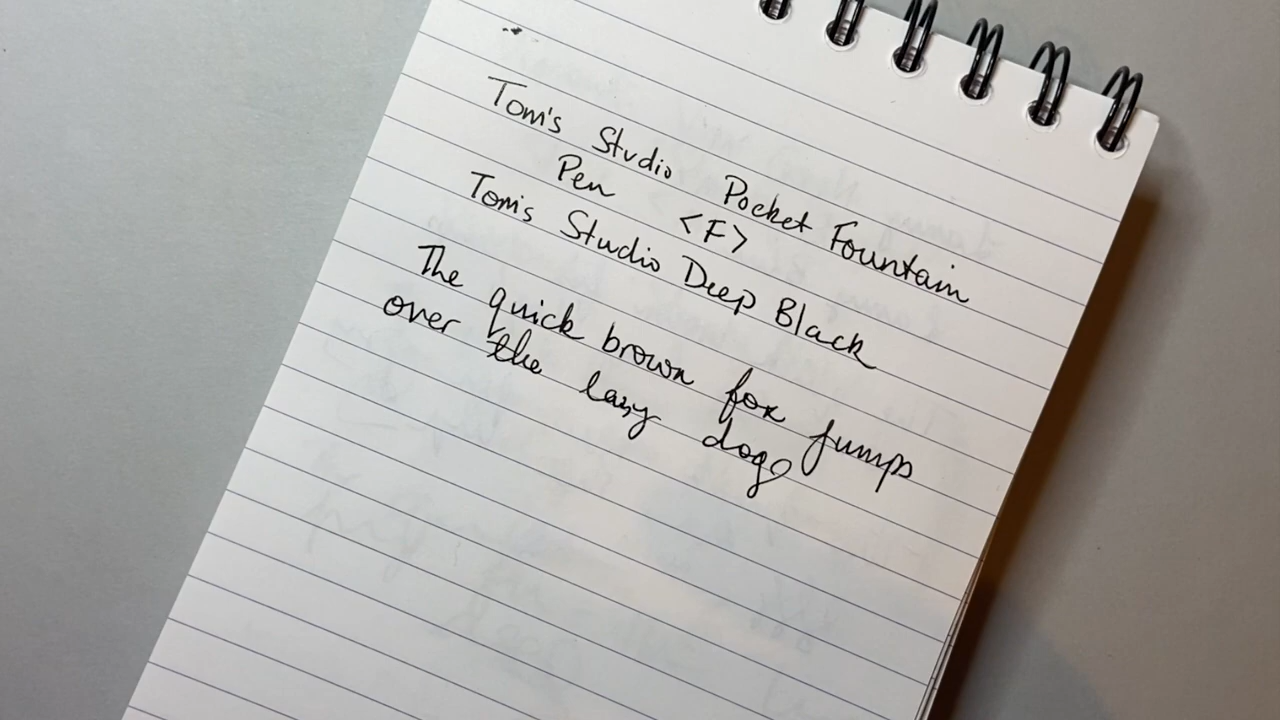 Tom's Studio Pocket Fountain
Pen <F>
Tom's Studio Deep Black
The quick brown fox jumps
over the lazy dog